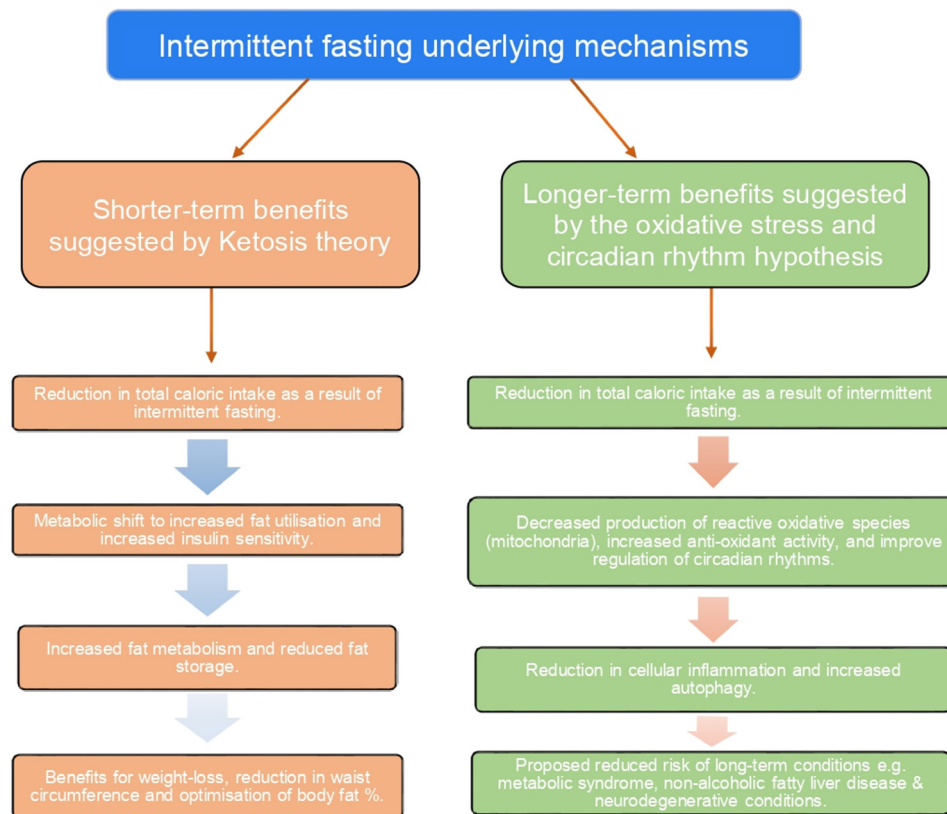 Intermittent fasting underlying mechanisms
Shorter-term benefits
suggested by Ketosis theory
Longer-term benefits suggested
by the oxidative stress and
circadian rhythm hypothesis
Reduction in total caloric intake as a result of
intermittent fasting.
Metabolic shift to increased fat utilisation and
increased insulin sensitivity.
Increased fat metabolism and reduced fat
storage.
Benefits for weight-loss, reduction in waist
circumference and optimisation of body fat %.
Reduction in total caloric intake as a result of intermittent
fasting.
Decreased production of reactive oxidative species
(mitochondria), increased anti-oxidant activity, and improve
regulation of circadian rhythms.
Reduction in cellular inflammation and increased
autophagy.
Proposed reduced risk of long-term conditions e.g.
metabolic syndrome, non-alcoholic fatty liver disease &
neurodegenerative conditions.